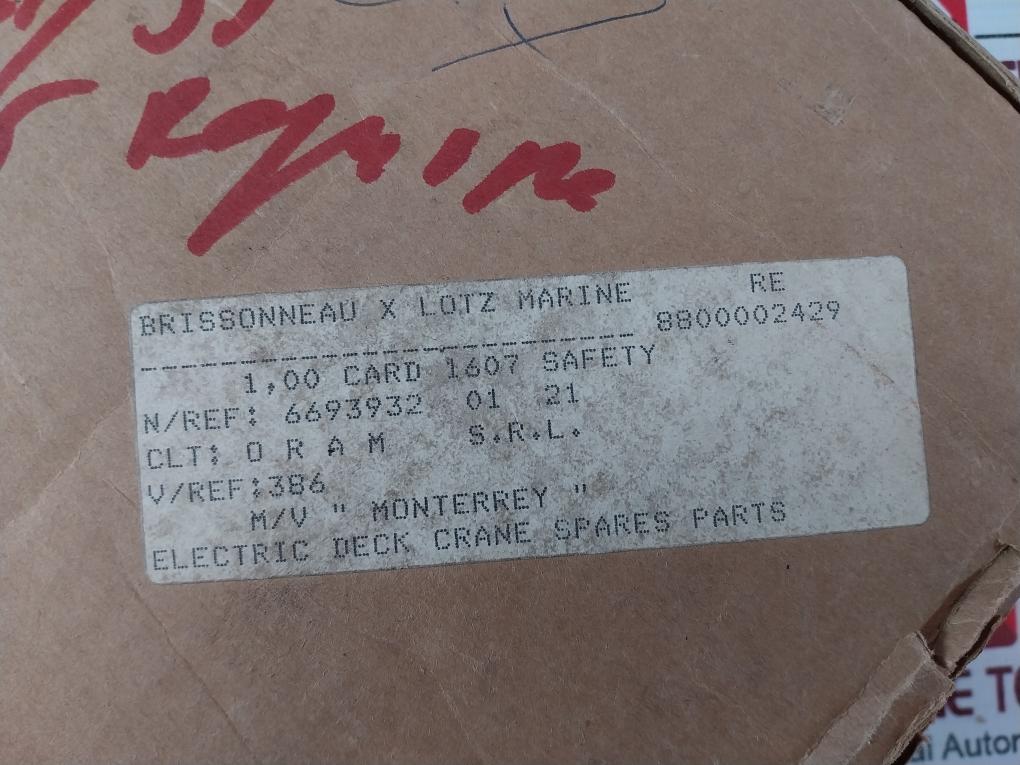 BRISSONNEAU X LOTZ MARINE RE
8800002429
1,00 CARD 1607 SAFETY
N/REF: 6693932 01 21
CLT: O R A M S.R.L.
V/REF:386
M/V " MONTERREY "
ELECTRIC DECK CRANE SPARES PARTS